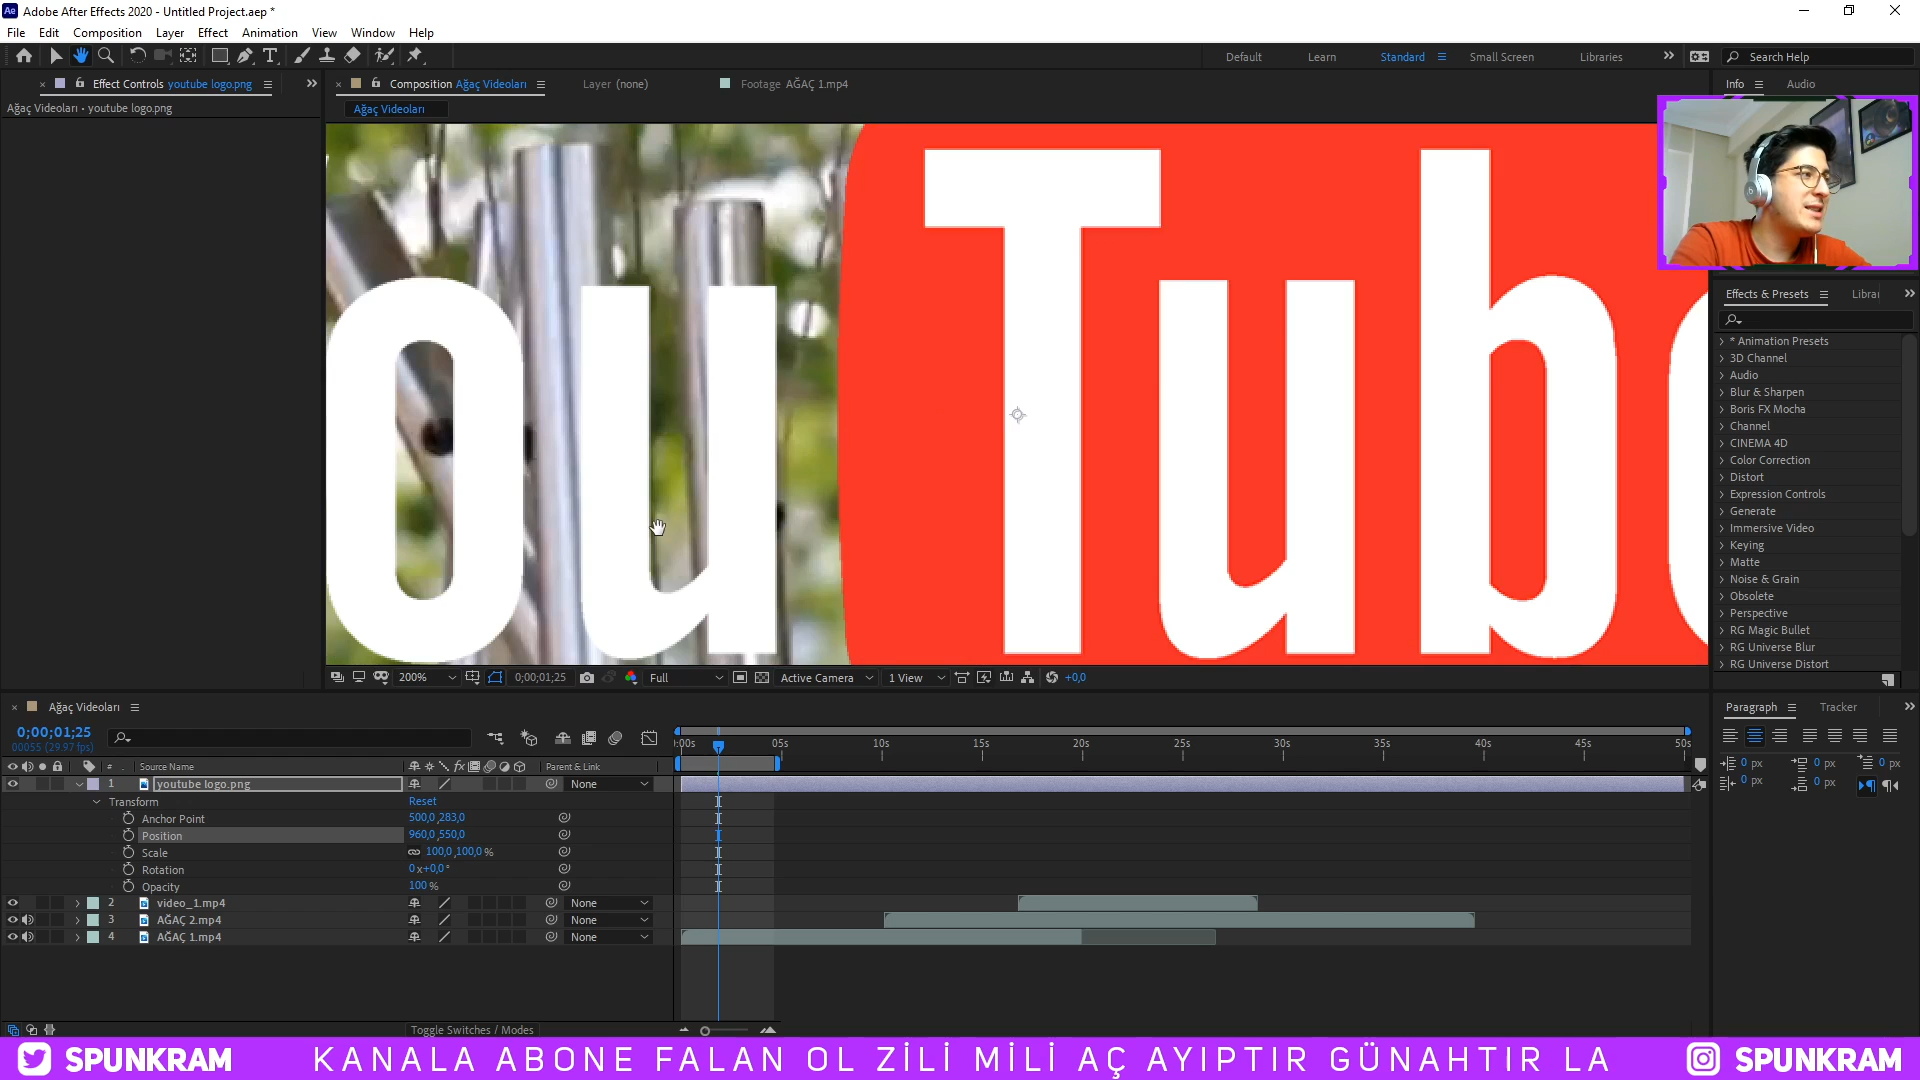 Adobe After Effects 2020 - Untitled Project.aep *
File Edit Composition Layer Effect Animation View Window Help
Default Learn Standard Small Screen Libraries Search Help
Effect Controls youtube logo.png
Composition Ağaç Videoları
Layer (none)
Footage AĞAÇ 1.mp4
Info Audio
Ağaç Videoları • youtube logo.png
Ağaç Videoları
ou Tube
Effects & Presets Librar
* Animation Presets
3D Channel
Audio
Blur & Sharpen
Boris FX Mocha
Channel
CINEMA 4D
Color Correction
Distort
Expression Controls
Generate
Immersive Video
Keying
Matte
Noise & Grain
Obsolete
Perspective
RG Magic Bullet
RG Universe Blur
RG Universe Distort
200% 0;00;01;25 Full Active Camera 1 View +0,0
Ağaç Videoları
Paragraph Tracker
0;00;01;25
00055 (29.97 fps)
:00s 05s 10s 15s 20s 25s 30s 35s 40s 45s 50s
# Source Name Parent & Link
0 px 0 px 0 px
0 px 0 px
1 youtube logo.png None
Transform Reset
Anchor Point 500,0,283,0
Position 960,0,550,0
Scale 100,0,100,0%
Rotation 0x+0,0°
Opacity 100%
2 video_1.mp4 None
3 AĞAÇ 2.mp4 None
4 AĞAÇ 1.mp4 None
Toggle Switches / Modes
SPUNKRAM KANALA ABONE FALAN OL ZİLİ MİLİ AÇ AYIPTIR GÜNAHTIR LA SPUNKRAM